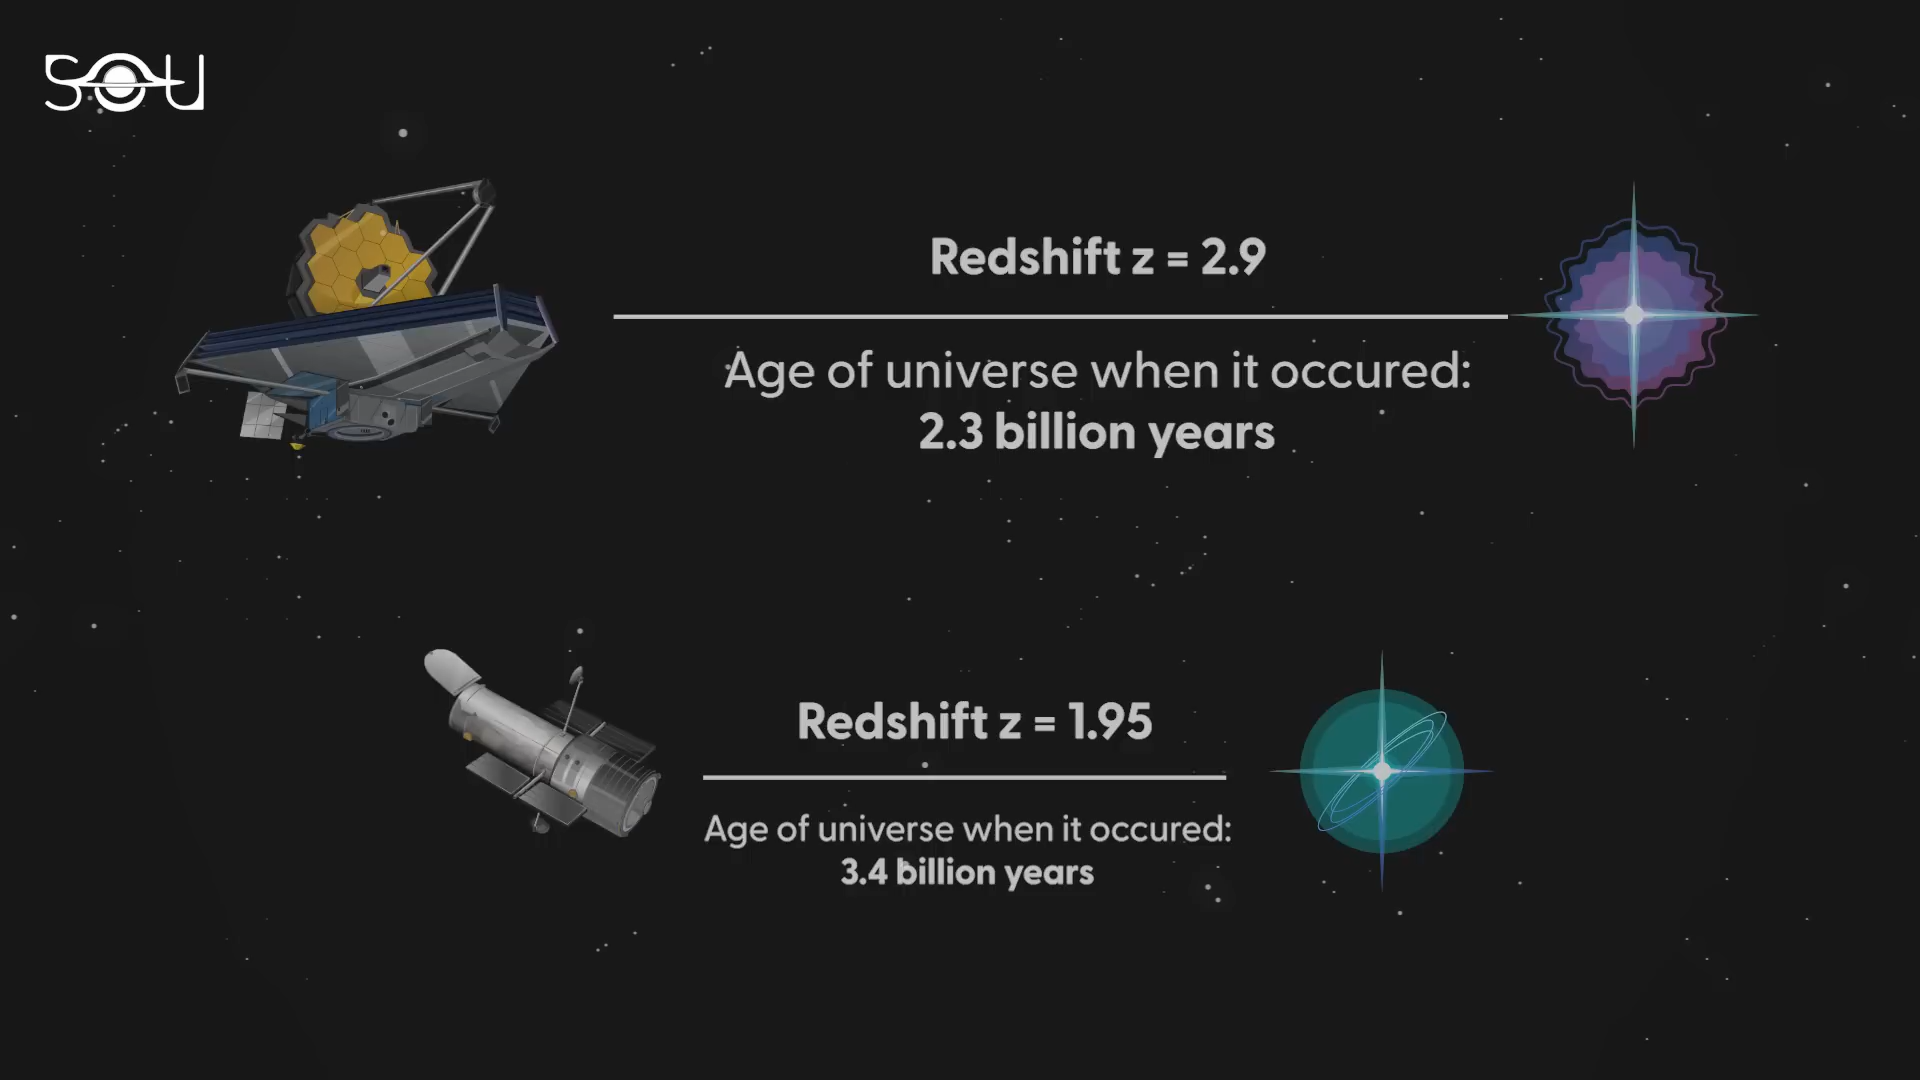 SOU
Redshift z = 2.9
Age of universe when it occured:
2.3 billion years
Redshift z = 1.95
Age of universe when it occured:
3.4 billion years